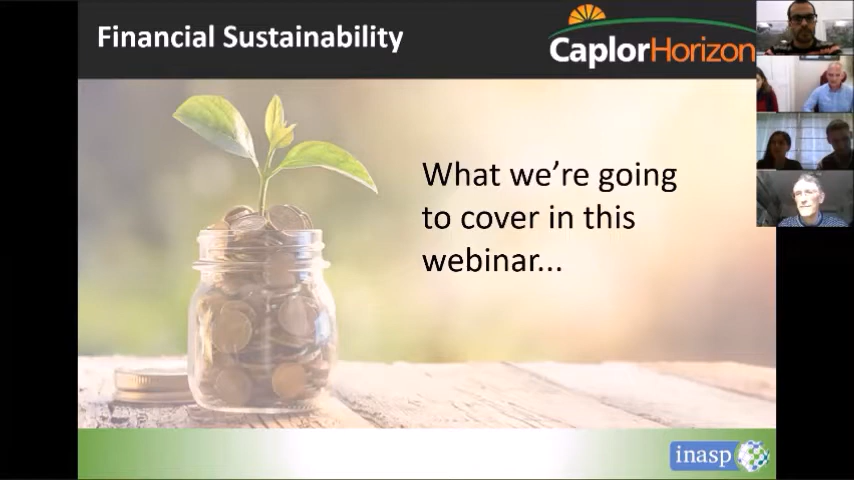 Financial Sustainability
CaplorHorizon
What we're going
to cover in this
webinar...
inasp